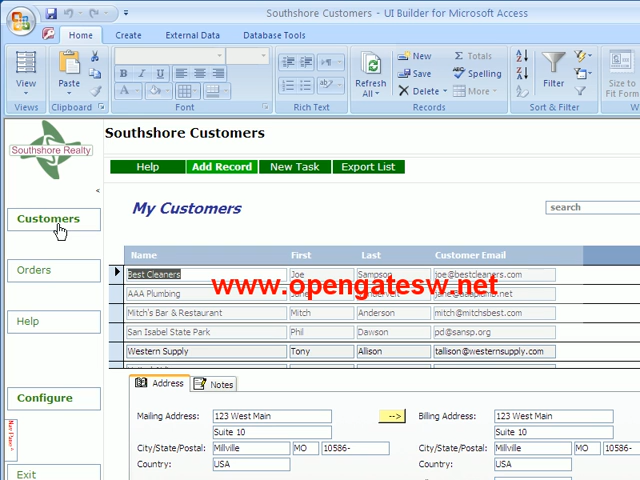 Southshore Customers - UI Builder for Microsoft Access
Home
Create
External Data
Database Tools
View
Paste
B I U
Refresh
All
New
Save
Delete
Totals
Spelling
More
Filter
Size to
Fit Form
Views
Clipboard
Font
Rich Text
Records
Sort & Filter
W
Southshore Realty
Southshore Customers
Help
Add Record
New Task
Export List
<
Customers
Orders
Help
Configure
Exit
My Customers
search
Name First Last Customer Email
Best Cleaners Joe Sampson joe@bestcleaners.com
AAA Plumbing
Mitch's Bar & Restaurant Mitch Anderson mitch@mitchsbest.com
San Isabel State Park Phil Dawson pd@sansp.org
Western Supply Tony Allison tallison@westernsupply.com
www.opengatesw.net
Address
Notes
Mailing Address: 123 West Main
Suite 10
City/State/Postal: Millville MO 10586-
Country: USA
-->
Billing Address: 123 West Main
Suite 10
City/State/Postal: Millville MO 10586-
Country: USA